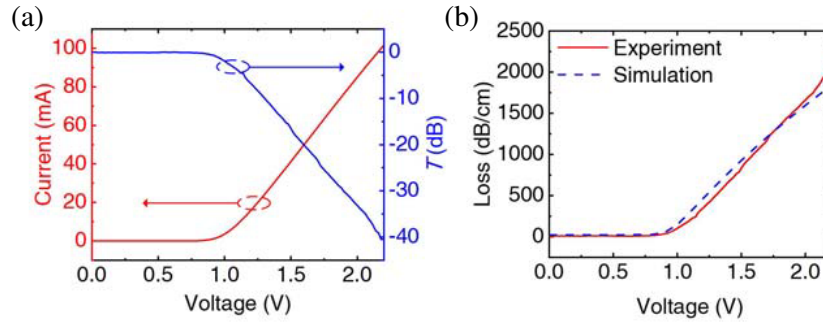 (a)
100
80
60
40
20
0
Current (mA)
0
-10
-20
-30
-40
T (dB)
0.0 0.5 1.0 1.5 2.0
Voltage (V)
(b)
2500
2000
1500
1000
500
0
Loss (dB/cm)
Experiment
Simulation
0.0 0.5 1.0 1.5 2.0
Voltage (V)